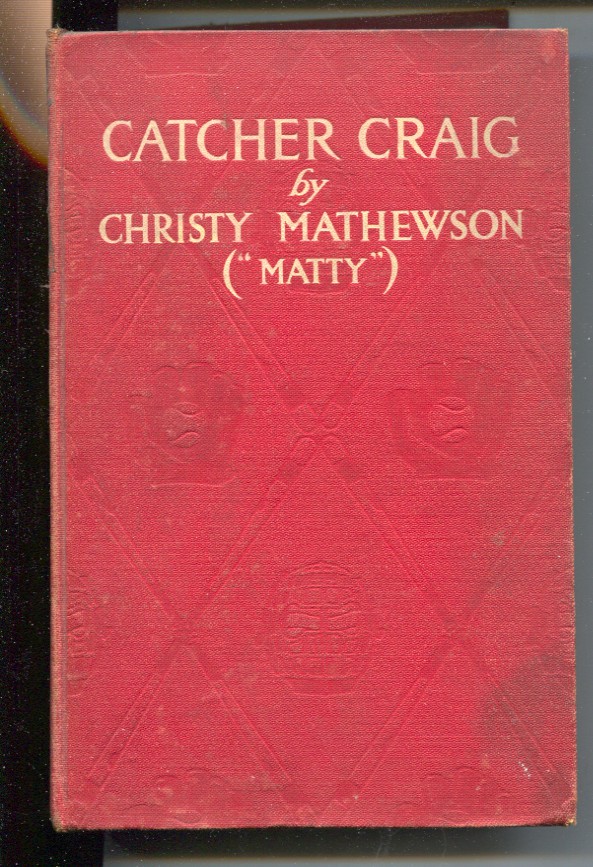 CATCHER CRAIG
by
CHRISTY MATHEWSON
("MATTY")